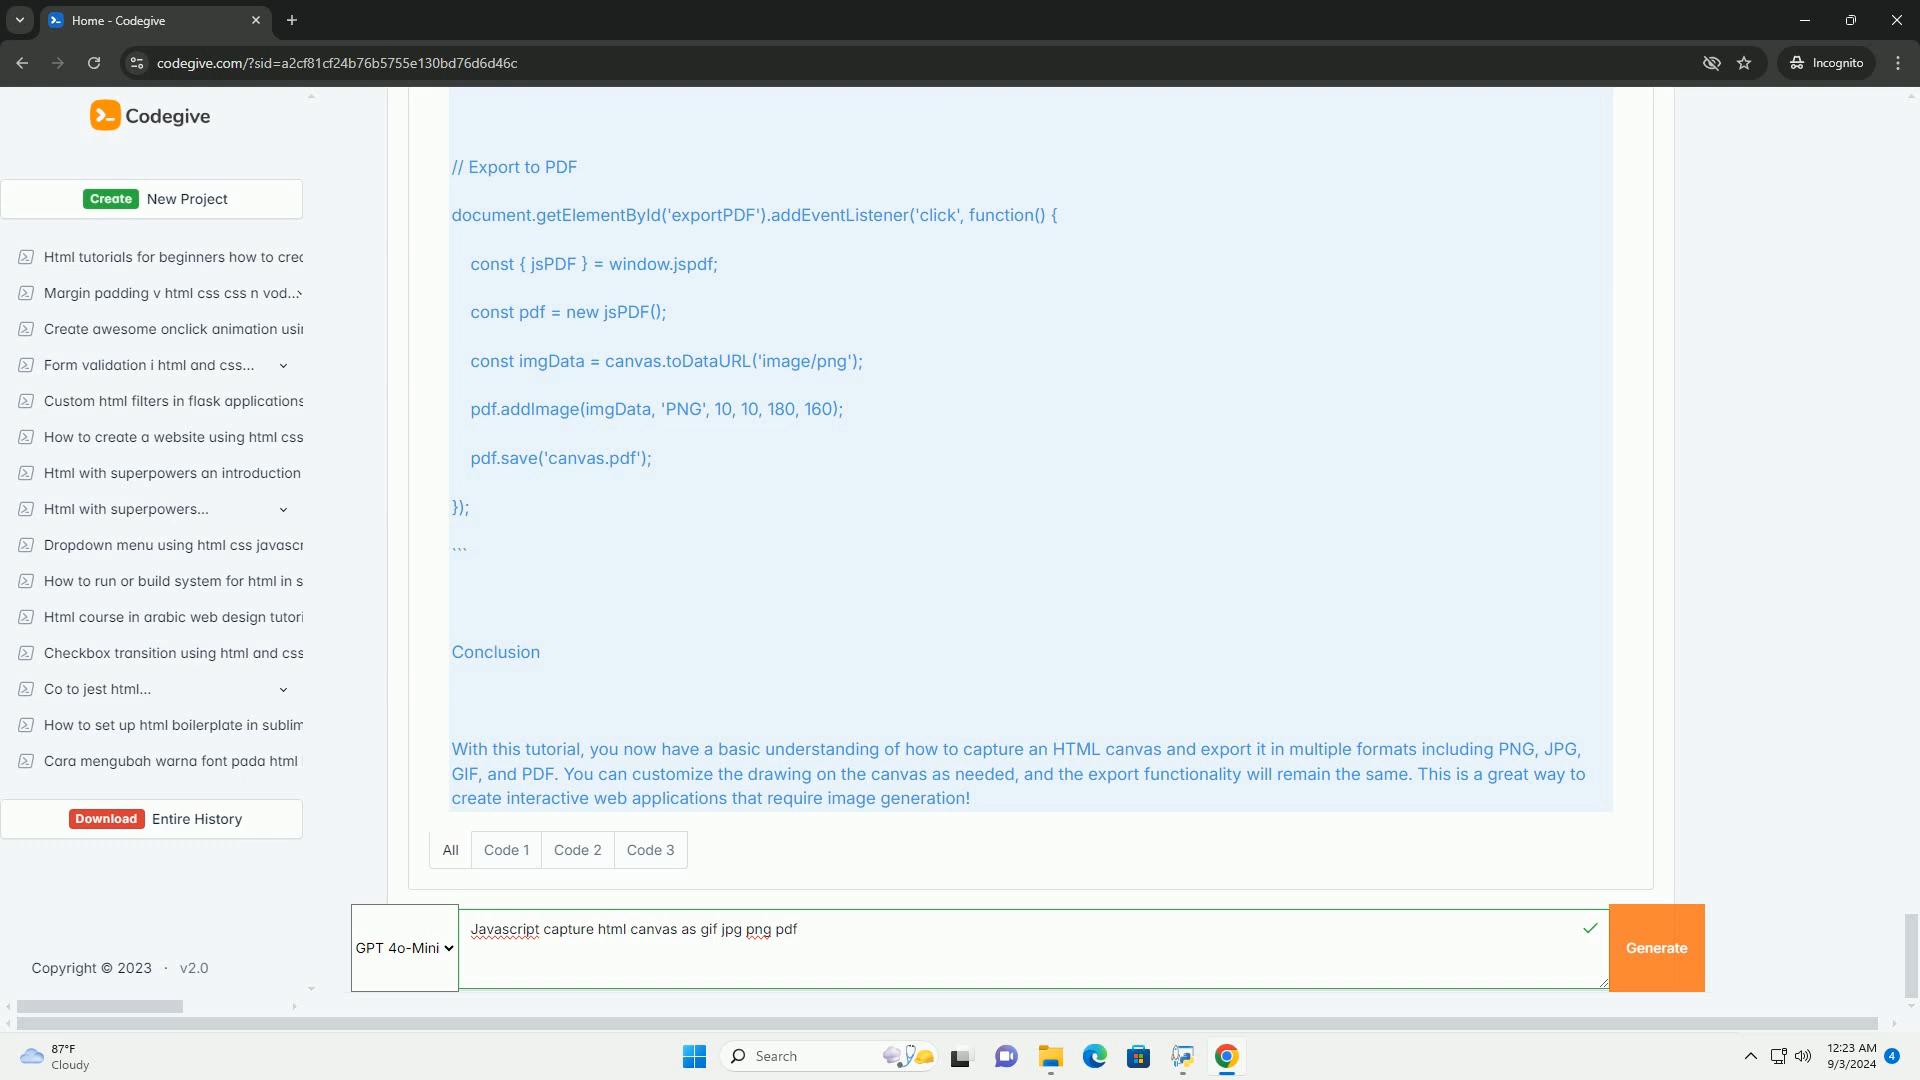 Home - Codegive
codegive.com/?sid=a2cf81cf24b76b5755e130bd76d6d46c
Incognito
Codegive
Create New Project
Html tutorials for beginners how to crec
Margin padding v html css css n vod...
Create awesome onclick animation usir
Form validation i html and css...
Custom html filters in flask applications
How to create a website using html css
Html with superpowers an introduction
Html with superpowers...
Dropdown menu using html css javascr
How to run or build system for html in s
Html course in arabic web design tutori
Checkbox transition using html and css
Co to jest html...
How to set up html boilerplate in sublim
Cara mengubah warna font pada html
Download Entire History
Copyright © 2023 · v2.0
// Export to PDF
document.getElementById('exportPDF').addEventListener('click', function() {
const { jsPDF } = window.jspdf;
const pdf = new jsPDF();
const imgData = canvas.toDataURL('image/png');
pdf.addImage(imgData, 'PNG', 10, 10, 180, 160);
pdf.save('canvas.pdf');
});
```
Conclusion
With this tutorial, you now have a basic understanding of how to capture an HTML canvas and export it in multiple formats including PNG, JPG,
GIF, and PDF. You can customize the drawing on the canvas as needed, and the export functionality will remain the same. This is a great way to
create interactive web applications that require image generation!
All Code 1 Code 2 Code 3
GPT 4o-Mini
Javascript capture html canvas as gif jpg png pdf
Generate
87°F
Cloudy
Search
12:23 AM
9/3/2024
4